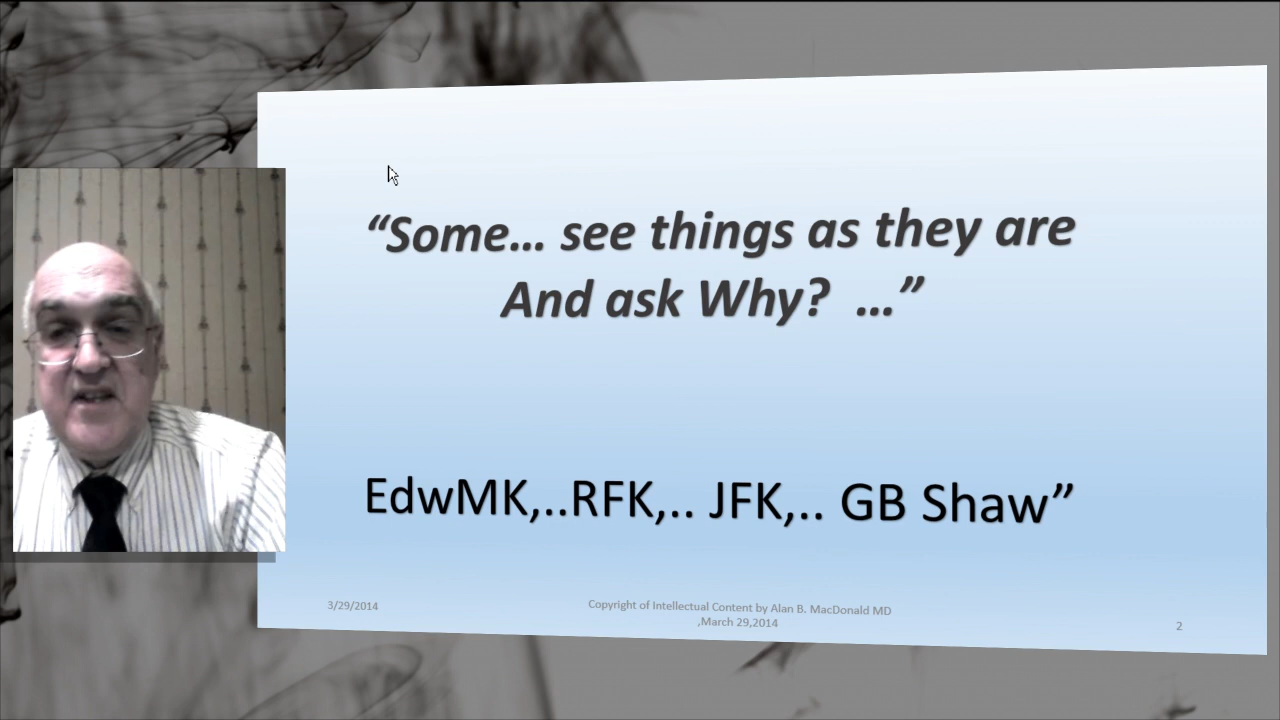 “Some... see things as they are
And ask Why?  ...”
EdwMK,..RFK,.. JFK,.. GB Shaw”
3/29/2014
Copyright of Intellectual Content by Alan B. MacDonald MD
,March 29,2014
2